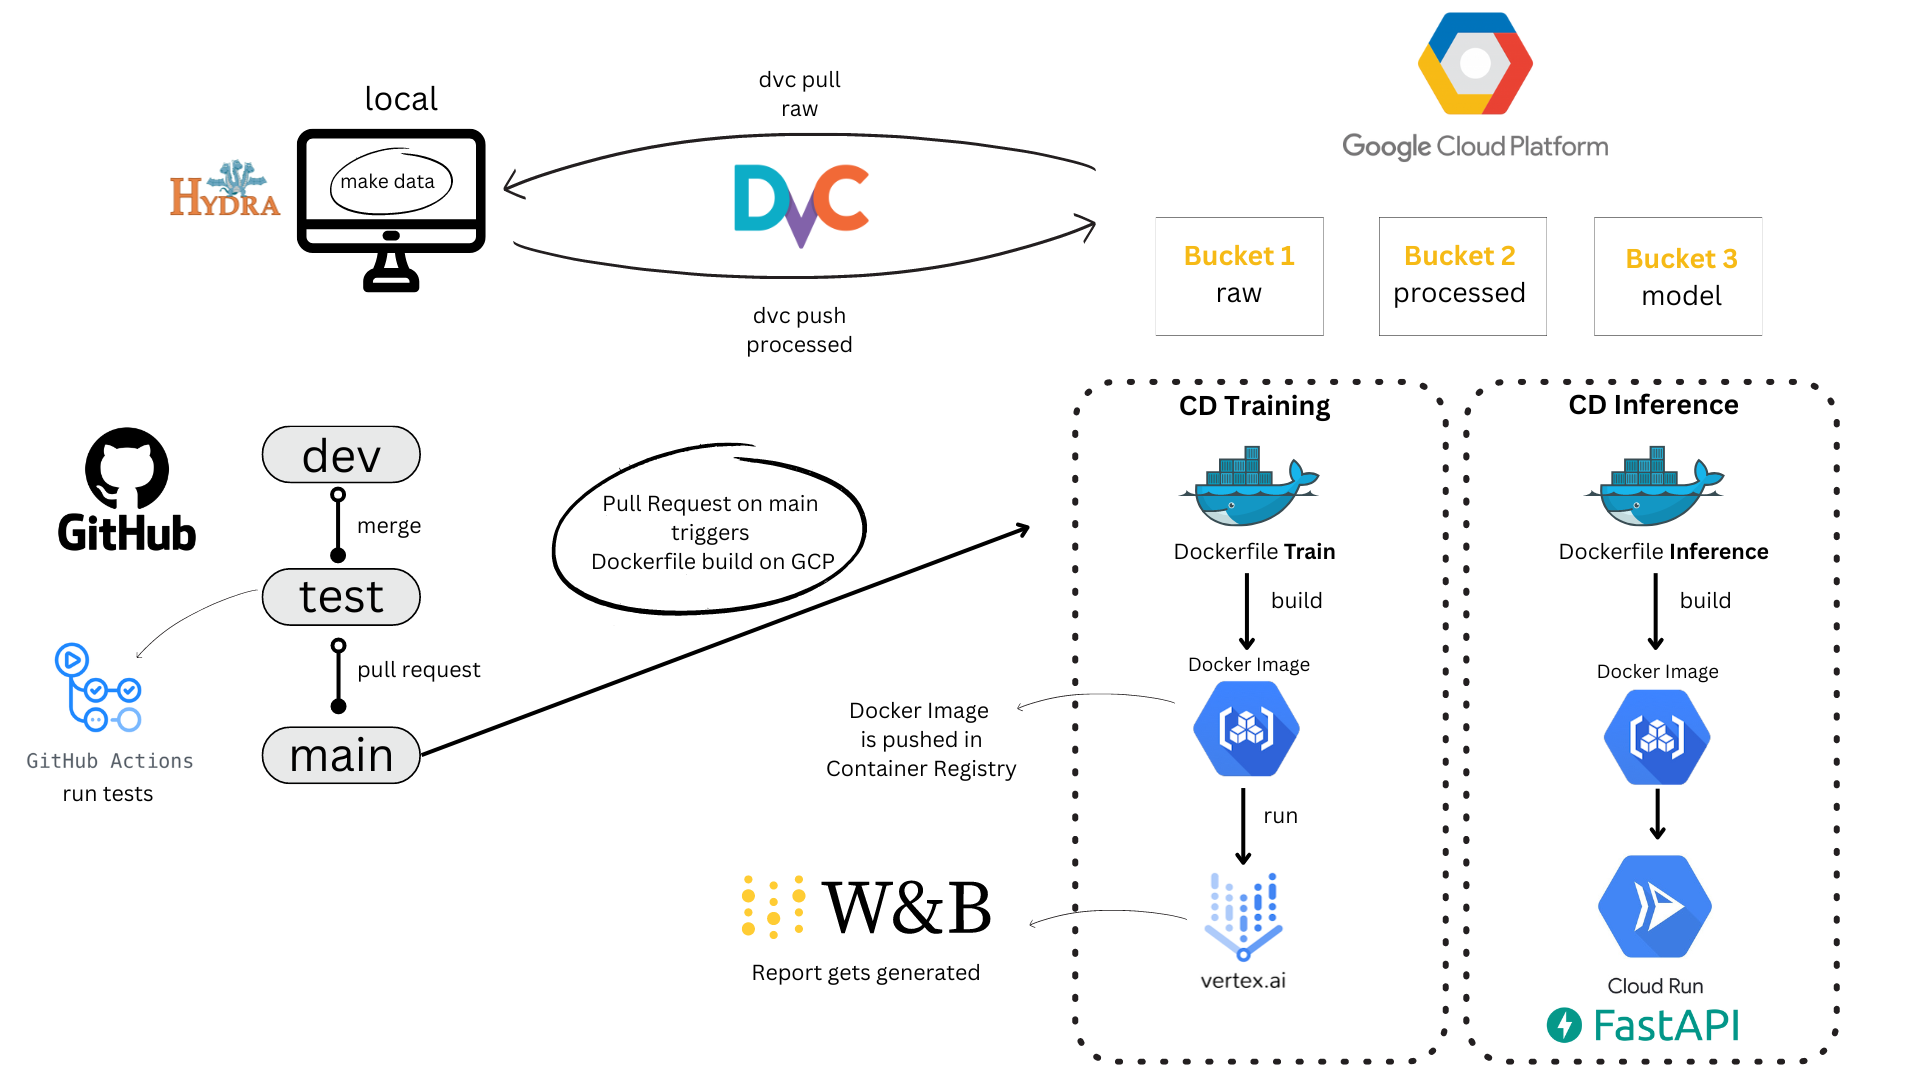 local
HYDRA
make data
dvc pull
raw
DVC
dvc push
processed
Google Cloud Platform
Bucket 1
raw
Bucket 2
processed
Bucket 3
model
GitHub
dev
merge
test
pull request
main
GitHub Actions
run tests
Pull Request on main
triggers
Dockerfile build on GCP
CD Training
Dockerfile Train
build
Docker Image
Docker Image
is pushed in
Container Registry
run
vertex.ai
W&B
Report gets generated
CD Inference
Dockerfile Inference
build
Docker Image
Cloud Run
FastAPI